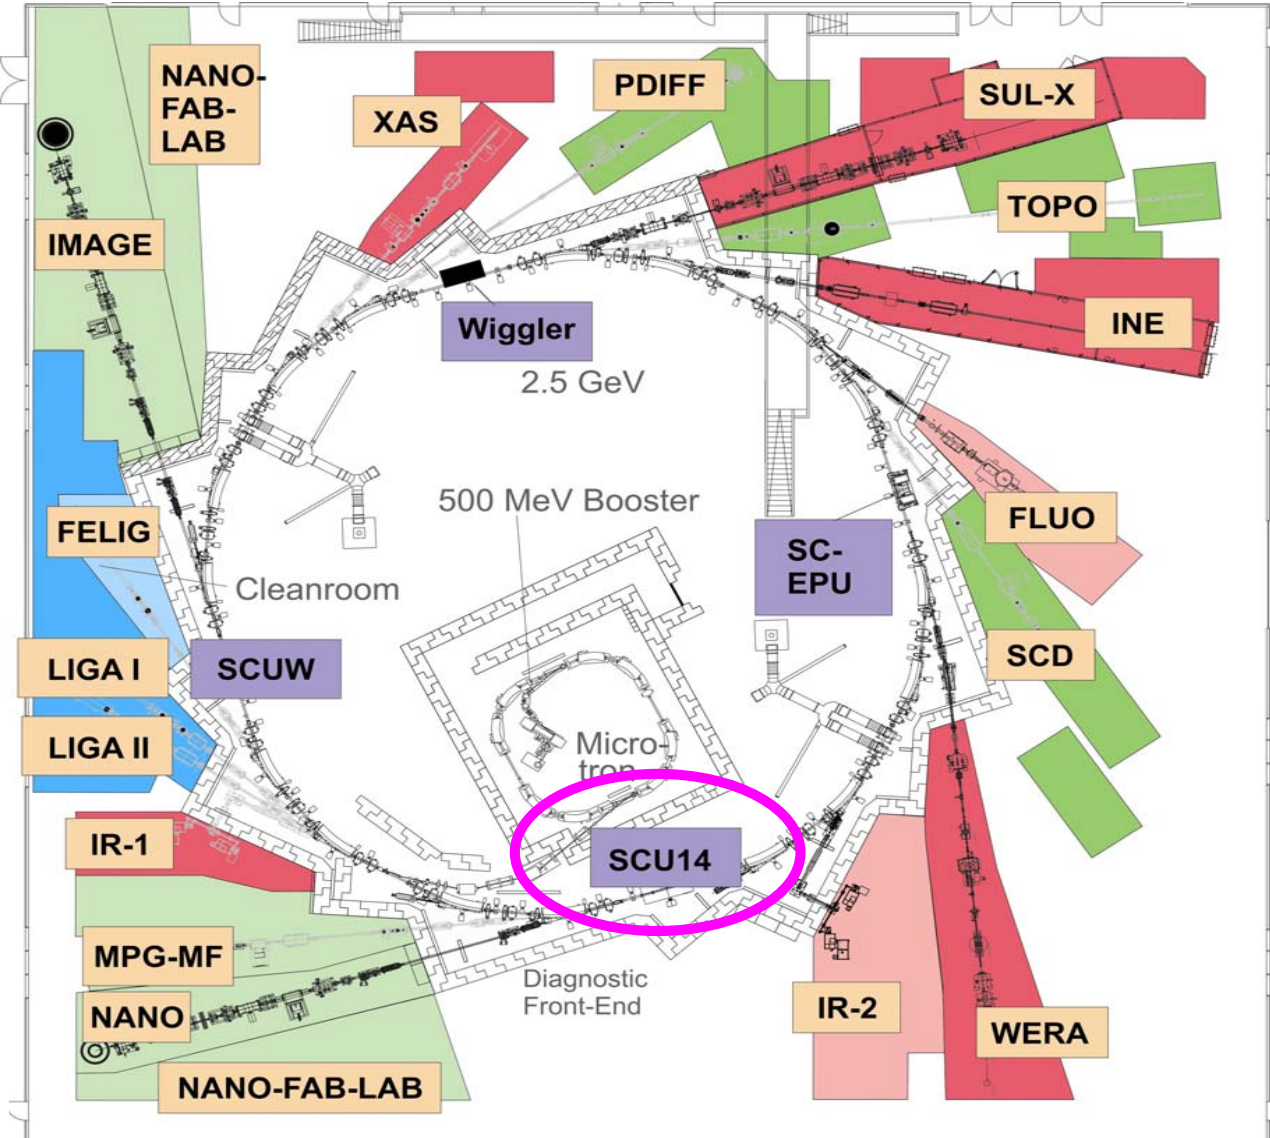 NANO-
FAB-
LAB
XAS
PDIFF
SUL-X
IMAGE
TOPO
Wiggler
INE
2.5 GeV
500 MeV Booster
FELIG
FLUO
SC-
EPU
Cleanroom
LIGA I
SCUW
SCD
LIGA II
Micro-
tron
IR-1
SCU14
MPG-MF
Diagnostic
Front-End
NANO
IR-2
WERA
NANO-FAB-LAB